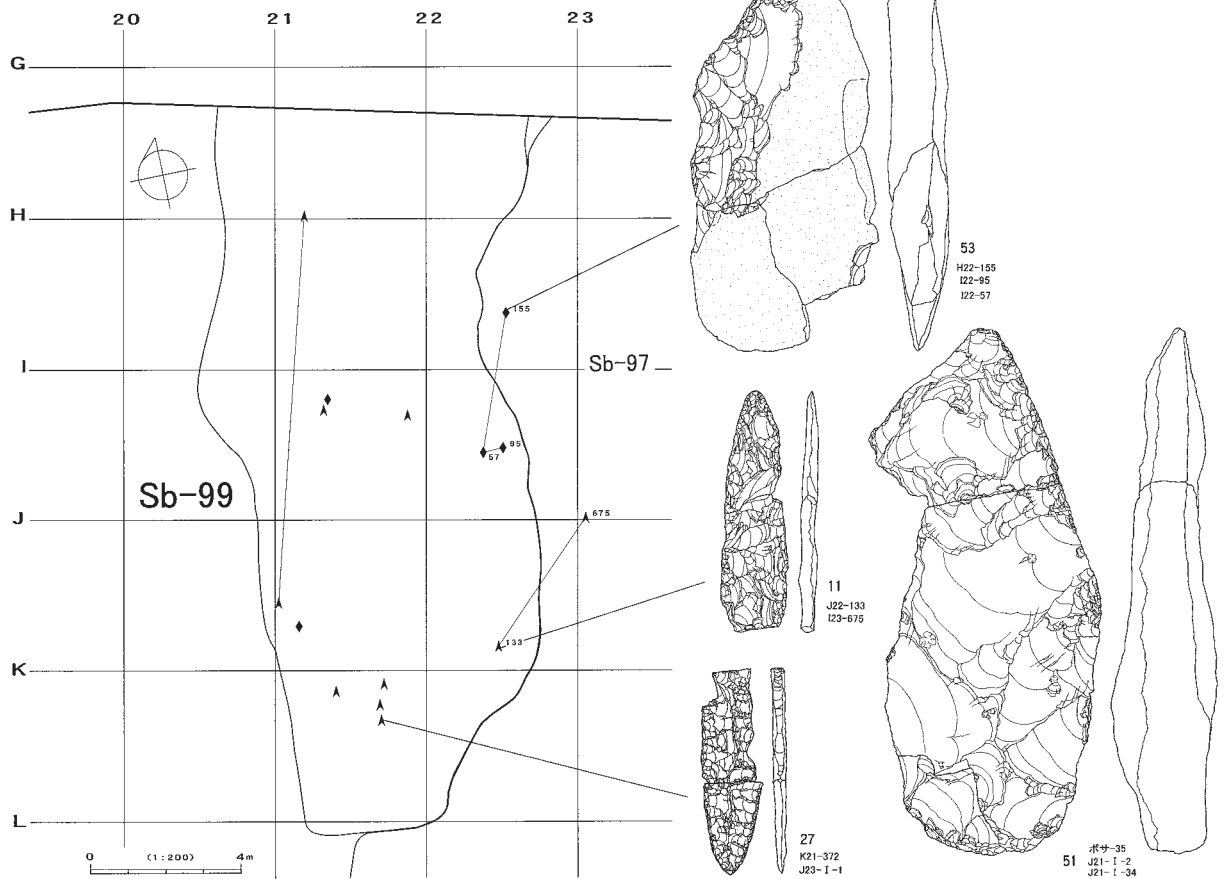 20 21 22 23
G
H
155
53
H22-155
I22-95
I22-57
I
Sb-97
95
57
Sb-99
J
675
11
J22-133
I23-675
133
K
L
27
K21-372
J23-I-1
51
ボサ-35
J21-I-2
J21-I-34
0 (1:200) 4m